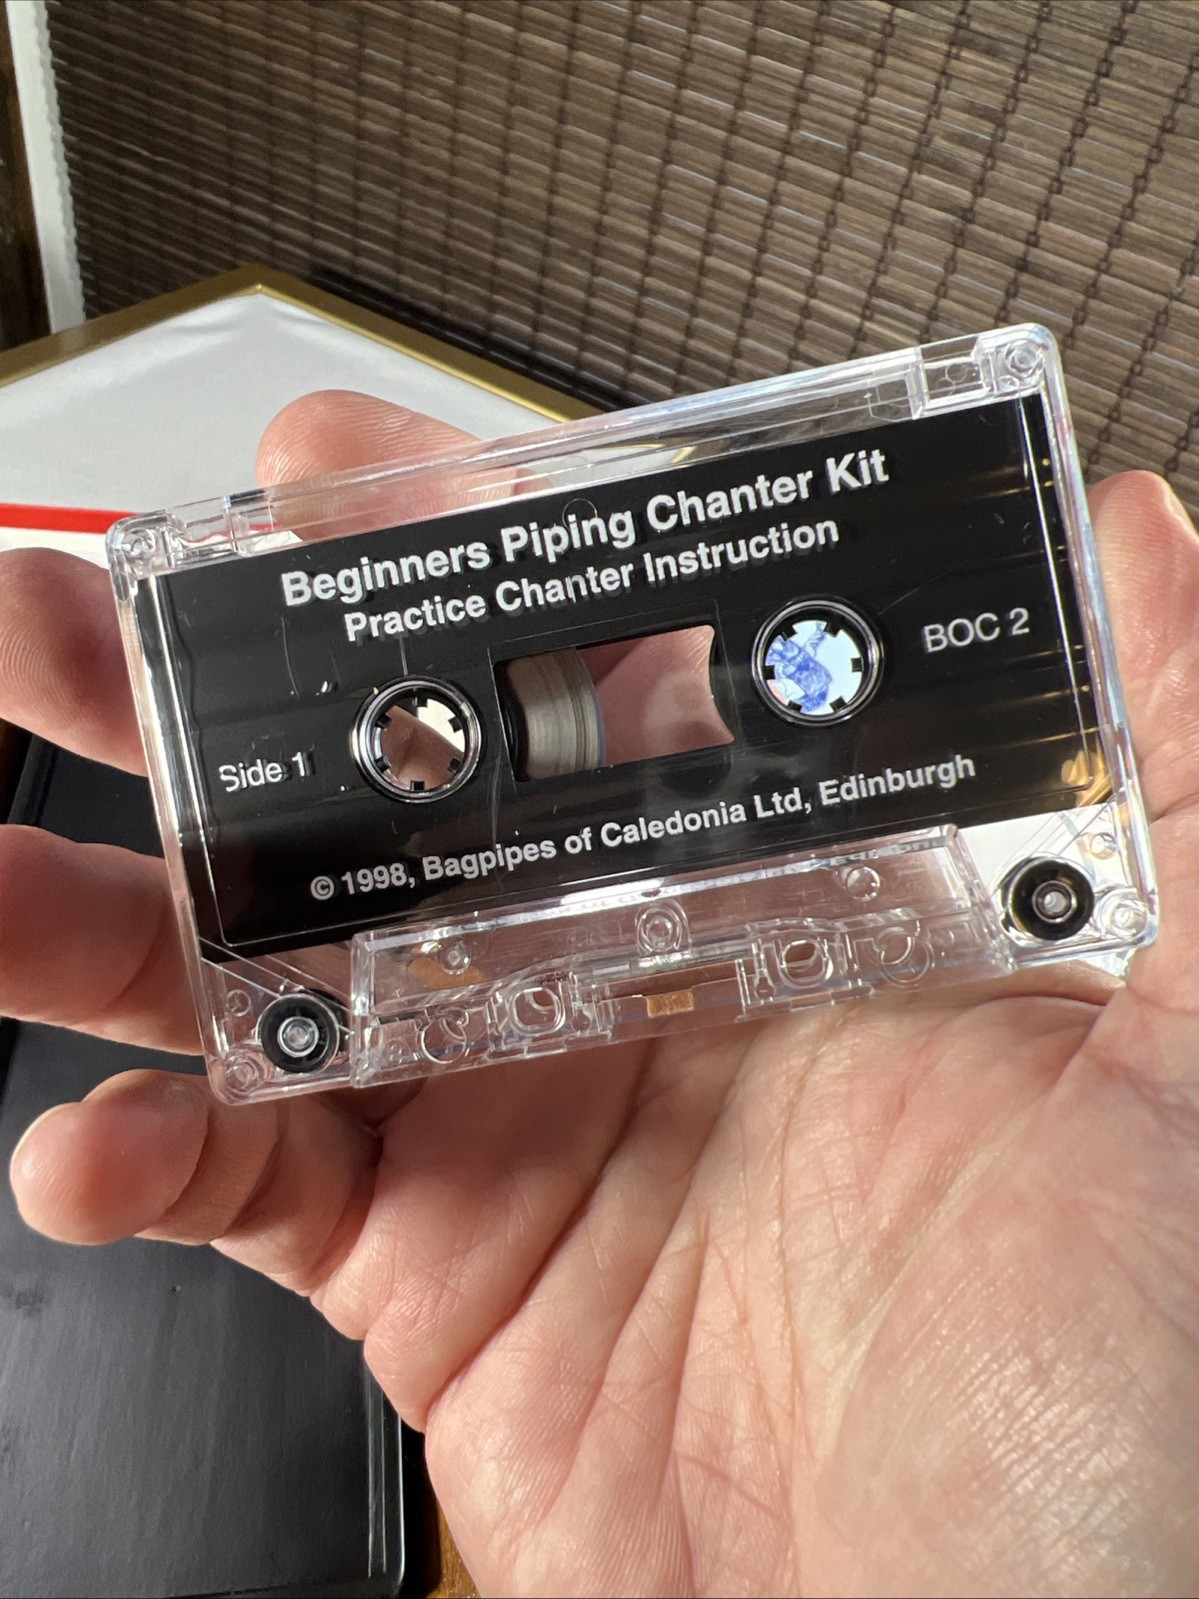 Beginners Piping Chanter Kit
Practice Chanter Instruction
BOC 2
Side 1
© 1998, Bagpipes of Caledonia Ltd, Edinburgh